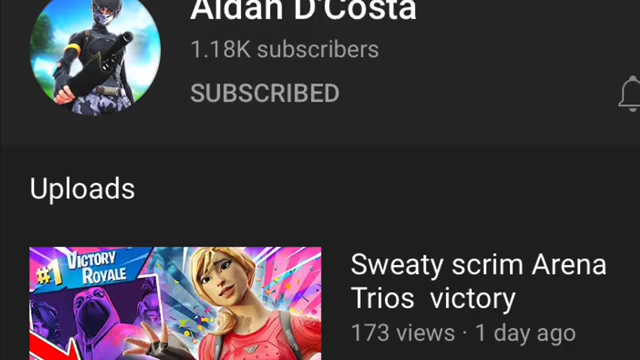 Aidan D'Costa
1.18K subscribers
SUBSCRIBED
Uploads
#1 VICTORY
ROYALE
Sweaty scrim Arena
Trios victory
173 views · 1 day ago